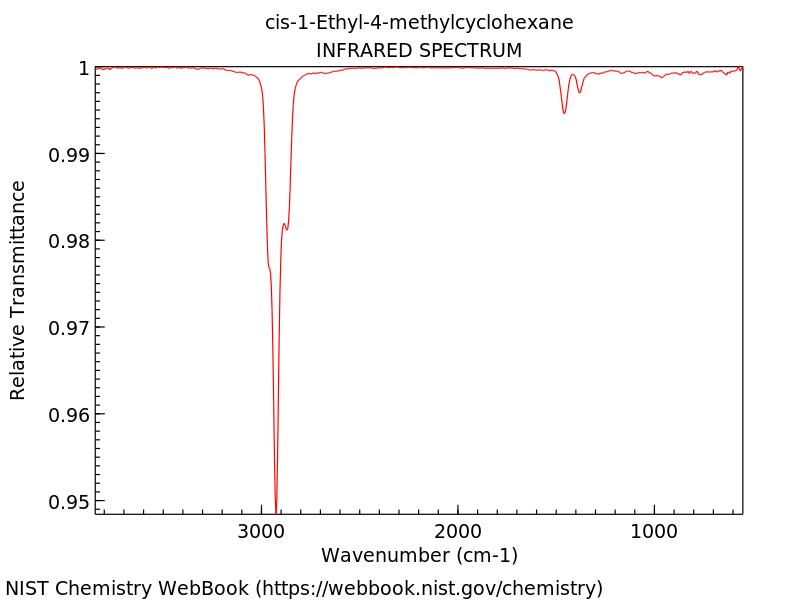 cis-1-Ethyl-4-methylcyclohexane
INFRARED SPECTRUM
1
0.99
0.98
0.97
0.96
0.95
Relative Transmittance
3000 2000 1000
Wavenumber (cm-1)
NIST Chemistry WebBook (https://webbook.nist.gov/chemistry)